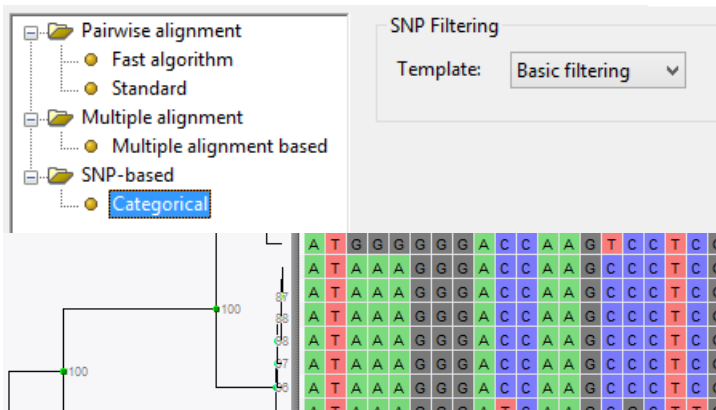 Pairwise alignment
Fast algorithm
Standard
Multiple alignment
Multiple alignment based
SNP-based
Categorical
SNP Filtering
Template: Basic filtering
A T G G G G G G A C C A A G T C C T C
A T A A A G G G A C C A A G C C C T C
A T A A A G G G A C C A A G C C C T C
100
A T A A A G G G A C C A A G C C C T C
A T A A A G G G A C C A A G C C C T C
100
A T A A A G G G A C C A A G C C C T C
A T A A A G G G A C C A A G C C C T C